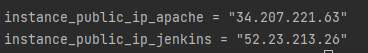 instance_public_ip_apache = "34.207.221.63"
instance_public_ip_jenkins = "52.23.213.26"